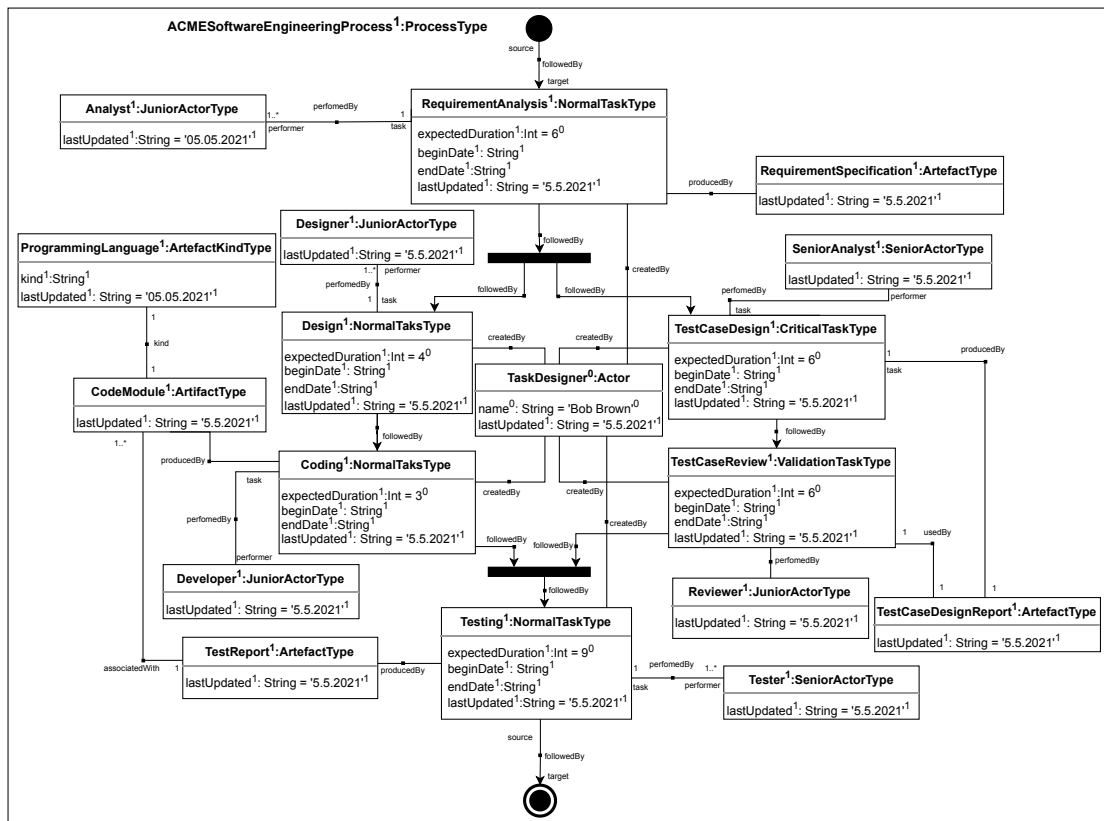 ACMESoftwareEngineeringProcess¹:ProcessType
source
followedBy
target
Analyst¹:JuniorActorType
lastUpdated¹:String = '05.05.2021'¹
perfomedBy
1..*
performer
1
task
RequirementAnalysis¹:NormalTaskType
expectedDuration¹:Int = 6⁰
beginDate¹: String¹
endDate¹:String¹
lastUpdated¹: String = '5.5.2021'¹
producedBy
RequirementSpecification¹:ArtefactType
lastUpdated¹: String = '5.5.2021'¹
followedBy
createdBy
Designer¹:JuniorActorType
lastUpdated¹:String = '5.5.2021'¹
1..*
performer
perfomedBy
1
task
ProgrammingLanguage¹:ArtefactKindType
kind¹:String¹
lastUpdated¹: String = '05.05.2021'¹
1
kind
1
SeniorAnalyst¹:SeniorActorType
lastUpdated¹: String = '5.5.2021'¹
perfomedBy
performer
task
followedBy
followedBy
Design¹:NormalTaksType
expectedDuration¹:Int = 4⁰
beginDate¹: String¹
endDate¹:String¹
lastUpdated¹:String = '5.5.2021'¹
createdBy
createdBy
TestCaseDesign¹:CriticalTaskType
expectedDuration¹:Int = 6⁰
beginDate¹: String¹
endDate¹:String¹
lastUpdated¹: String = '5.5.2021'¹
1
task
producedBy
TaskDesigner⁰:Actor
name⁰: String = 'Bob Brown'⁰
lastUpdated¹: String = '5.5.2021'¹
CodeModule¹:ArtifactType
lastUpdated¹: String = '5.5.2021'¹
1..*
producedBy
followedBy
followedBy
Coding¹:NormalTaksType
expectedDuration¹:Int = 3⁰
beginDate¹: String¹
endDate¹:String¹
lastUpdated¹: String = '5.5.2021'¹
task
perfomedBy
performer
createdBy
createdBy
createdBy
TestCaseReview¹:ValidationTaskType
expectedDuration¹:Int = 6⁰
beginDate¹: String¹
endDate¹:String¹
lastUpdated¹: String = '5.5.2021'¹
1
usedBy
1
1
followedBy
followedBy
perfomedBy
Developer¹:JuniorActorType
lastUpdated¹: String = '5.5.2021'¹
followedBy
Reviewer¹:JuniorActorType
lastUpdated¹: String = '5.5.2021'¹
TestCaseDesignReport¹:ArtefactType
lastUpdated¹: String = '5.5.2021'¹
Testing¹:NormalTaskType
expectedDuration¹:Int = 9⁰
beginDate¹: String¹
endDate¹:String¹
lastUpdated¹: String = '5.5.2021'¹
associatedWith
1
TestReport¹:ArtefactType
lastUpdated¹: String = '5.5.2021'¹
producedBy
1
task
perfomedBy
1..*
performer
Tester¹:SeniorActorType
lastUpdated¹: String = '5.5.2021'¹
source
followedBy
target